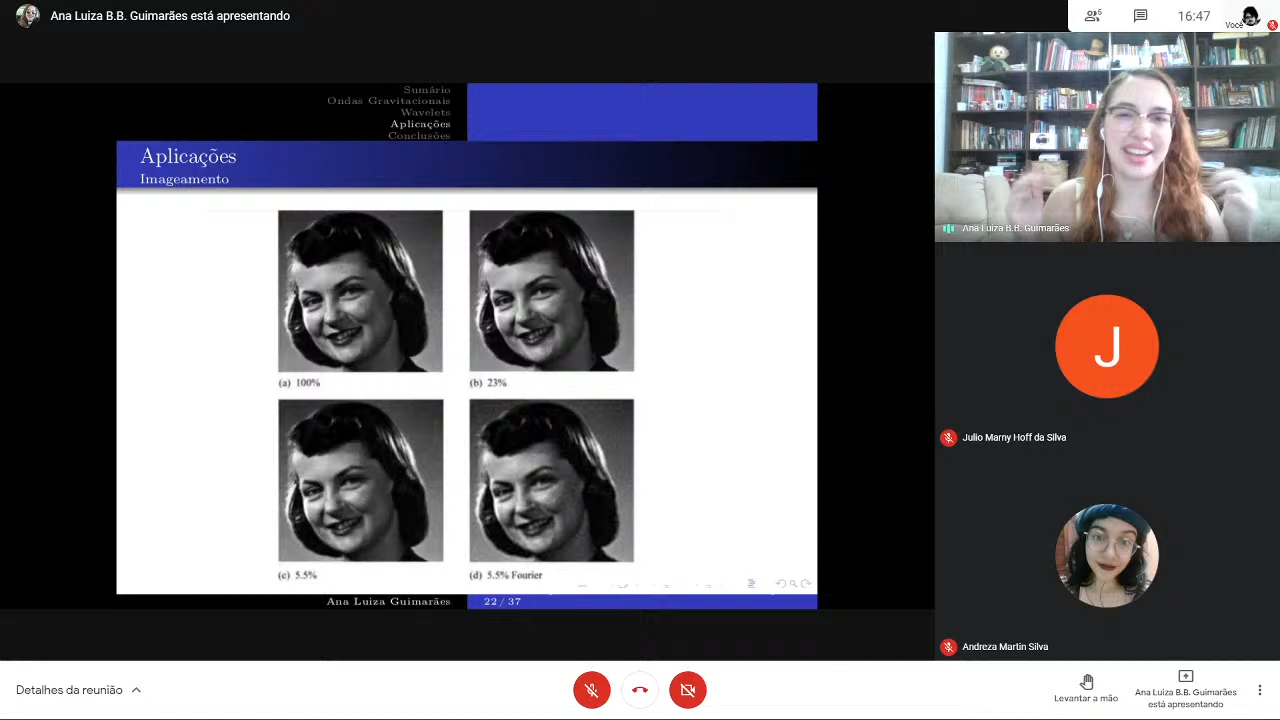 Ana Luiza B.B. Guimarães está apresentando
5
16:47
Você
Sumário
Ondas Gravitacionais
Wavelets
Aplicações
Conclusões
Aplicações
Imageamento
(a) 100%
(b) 23%
(c) 5.5%
(d) 5.5% Fourier
Ana Luiza Guimarães
22 / 37
Ana Luiza B.B. Guimarães
J
Julio Marny Hoff da Silva
Andreza Martin Silva
Detalhes da reunião
Levantar a mão
Ana Luiza B.B. Guimarães
está apresentando